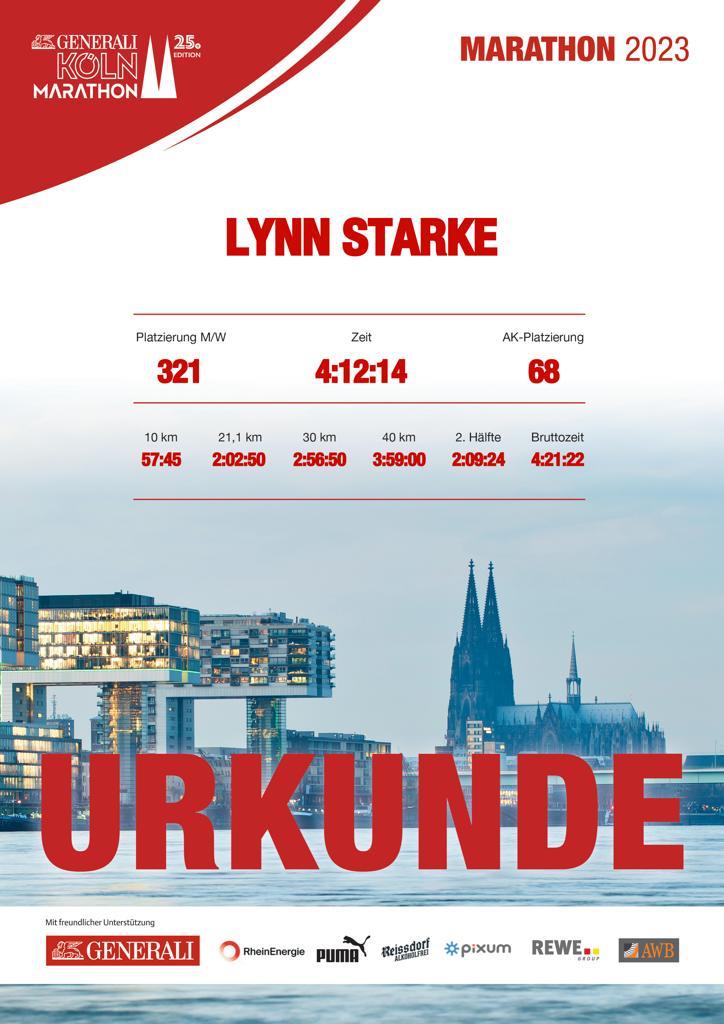 GENERALI
KÖLN
MARATHON
25.
EDITION
MARATHON 2023
LYNN STARKE
Platzierung M/W Zeit AK-Platzierung
321 4:12:14 68
10 km 21,1 km 30 km 40 km 2. Hälfte Bruttozeit
57:45 2:02:50 2:56:50 3:59:00 2:09:24 4:21:22
URKUNDE
Mit freundlicher Unterstützung
GENERALI RheinEnergie PUMA Reissdorf ALKOHOLFREI pixum REWE GROUP AWB